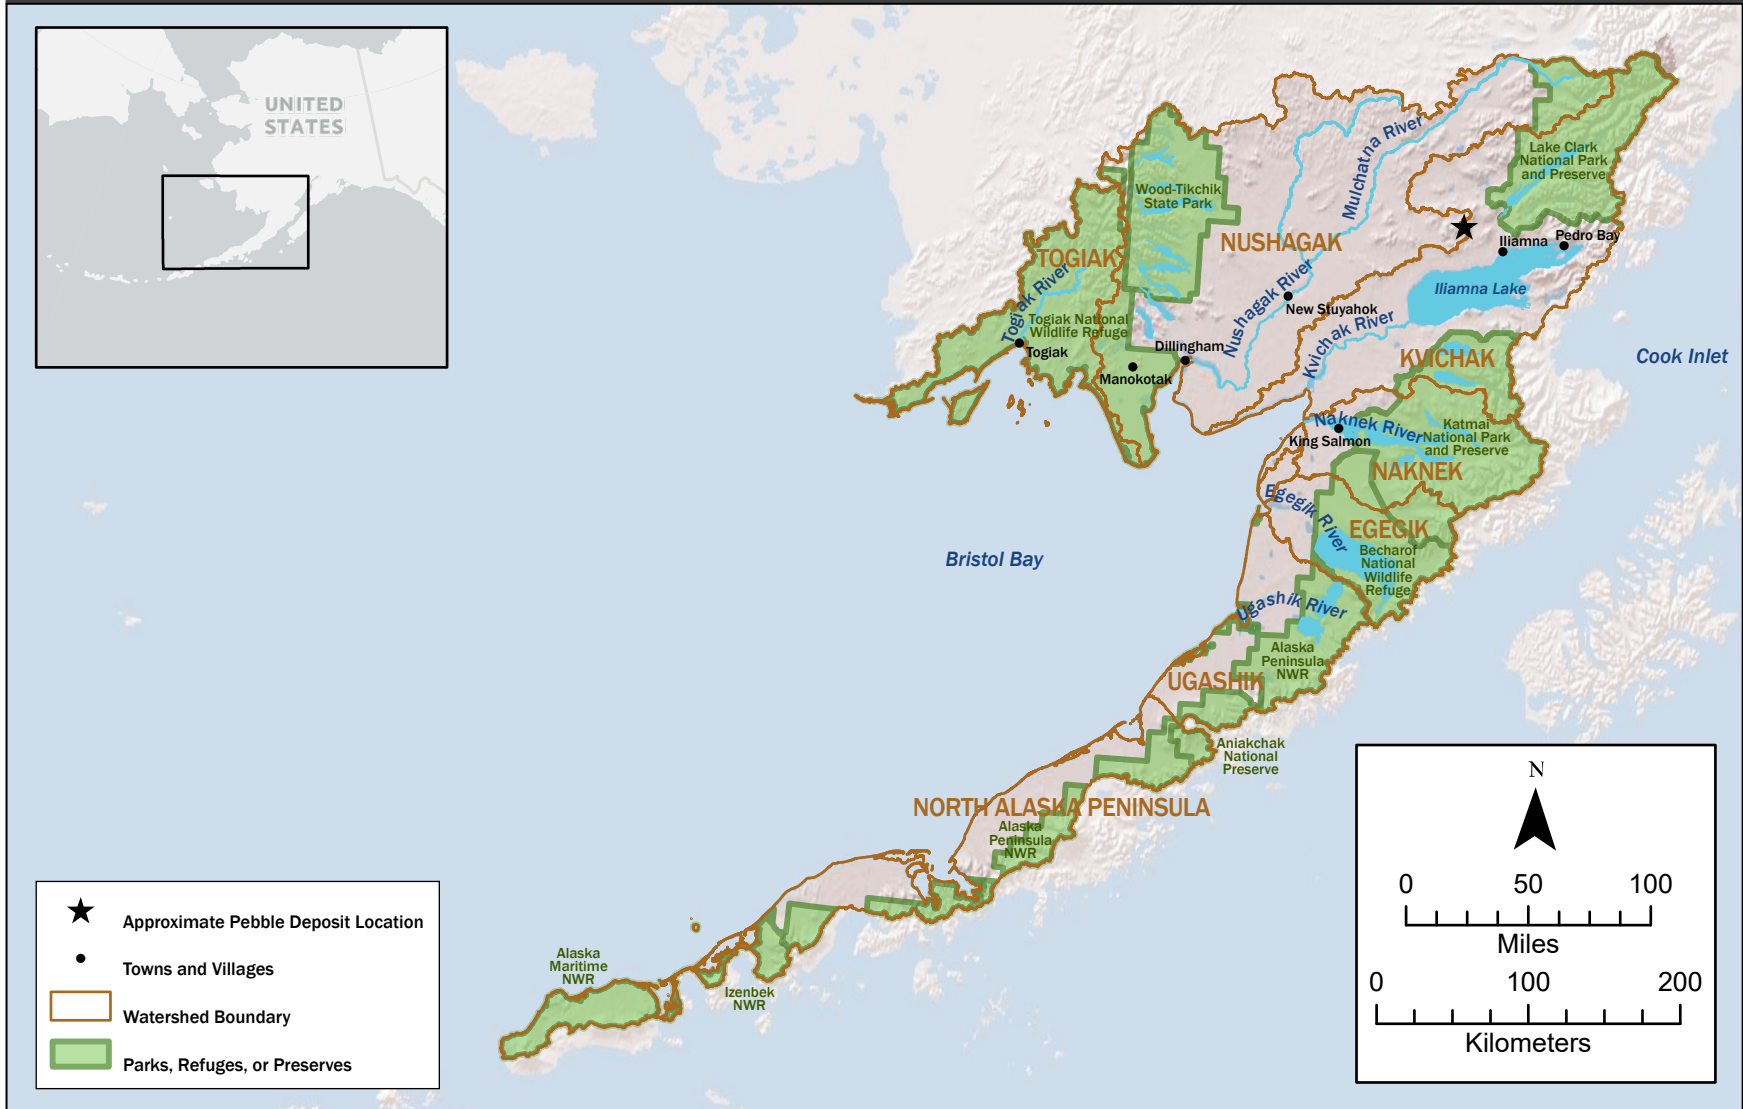 UNITED
STATES
Mulchatna River
Lake Clark
National Park
and Preserve
Wood-Tikchik
State Park
NUSHAGAK
TOGIAK
Iliamna
Pedro Bay
Iliamna Lake
Togiak River
Nushagak River
New Stuyahok
Togiak National
Wildlife Refuge
Kvichak River
Togiak
Dillingham
Manokotak
KVICHAK
Cook Inlet
Naknek River
King Salmon
Katmai
National Park
and Preserve
NAKNEK
Egegik River
EGEGIK
Becharof
National
Wildlife
Refuge
Bristol Bay
Ugashik River
Alaska
Peninsula
NWR
UGASHIK
Aniakchak
National
Preserve
NORTH ALASKA PENINSULA
Alaska
Peninsula
NWR
Alaska
Maritime
NWR
Izenbek
NWR
Approximate Pebble Deposit Location
Towns and Villages
Watershed Boundary
Parks, Refuges, or Preserves
N
0 50 100
Miles
0 100 200
Kilometers